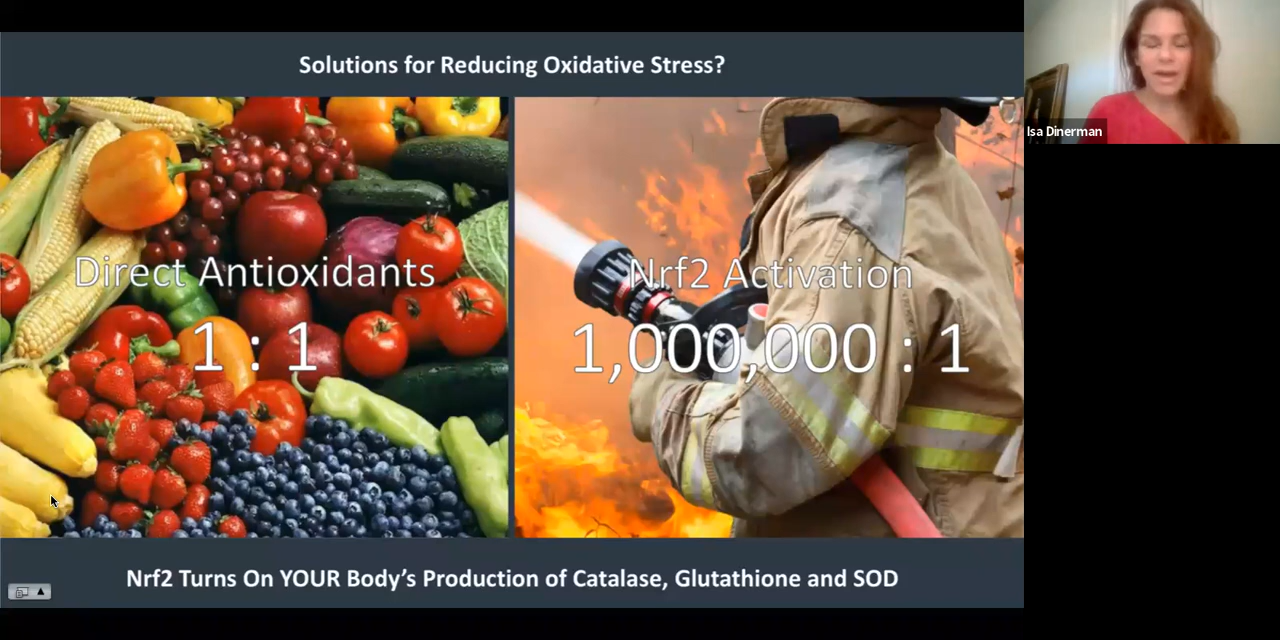 Solutions for Reducing Oxidative Stress?
Isa Dinerman
Direct Antioxidants
Nrf2 Activation
1 : 1
1,000,000 : 1
Nrf2 Turns On YOUR Body's Production of Catalase, Glutathione and SOD